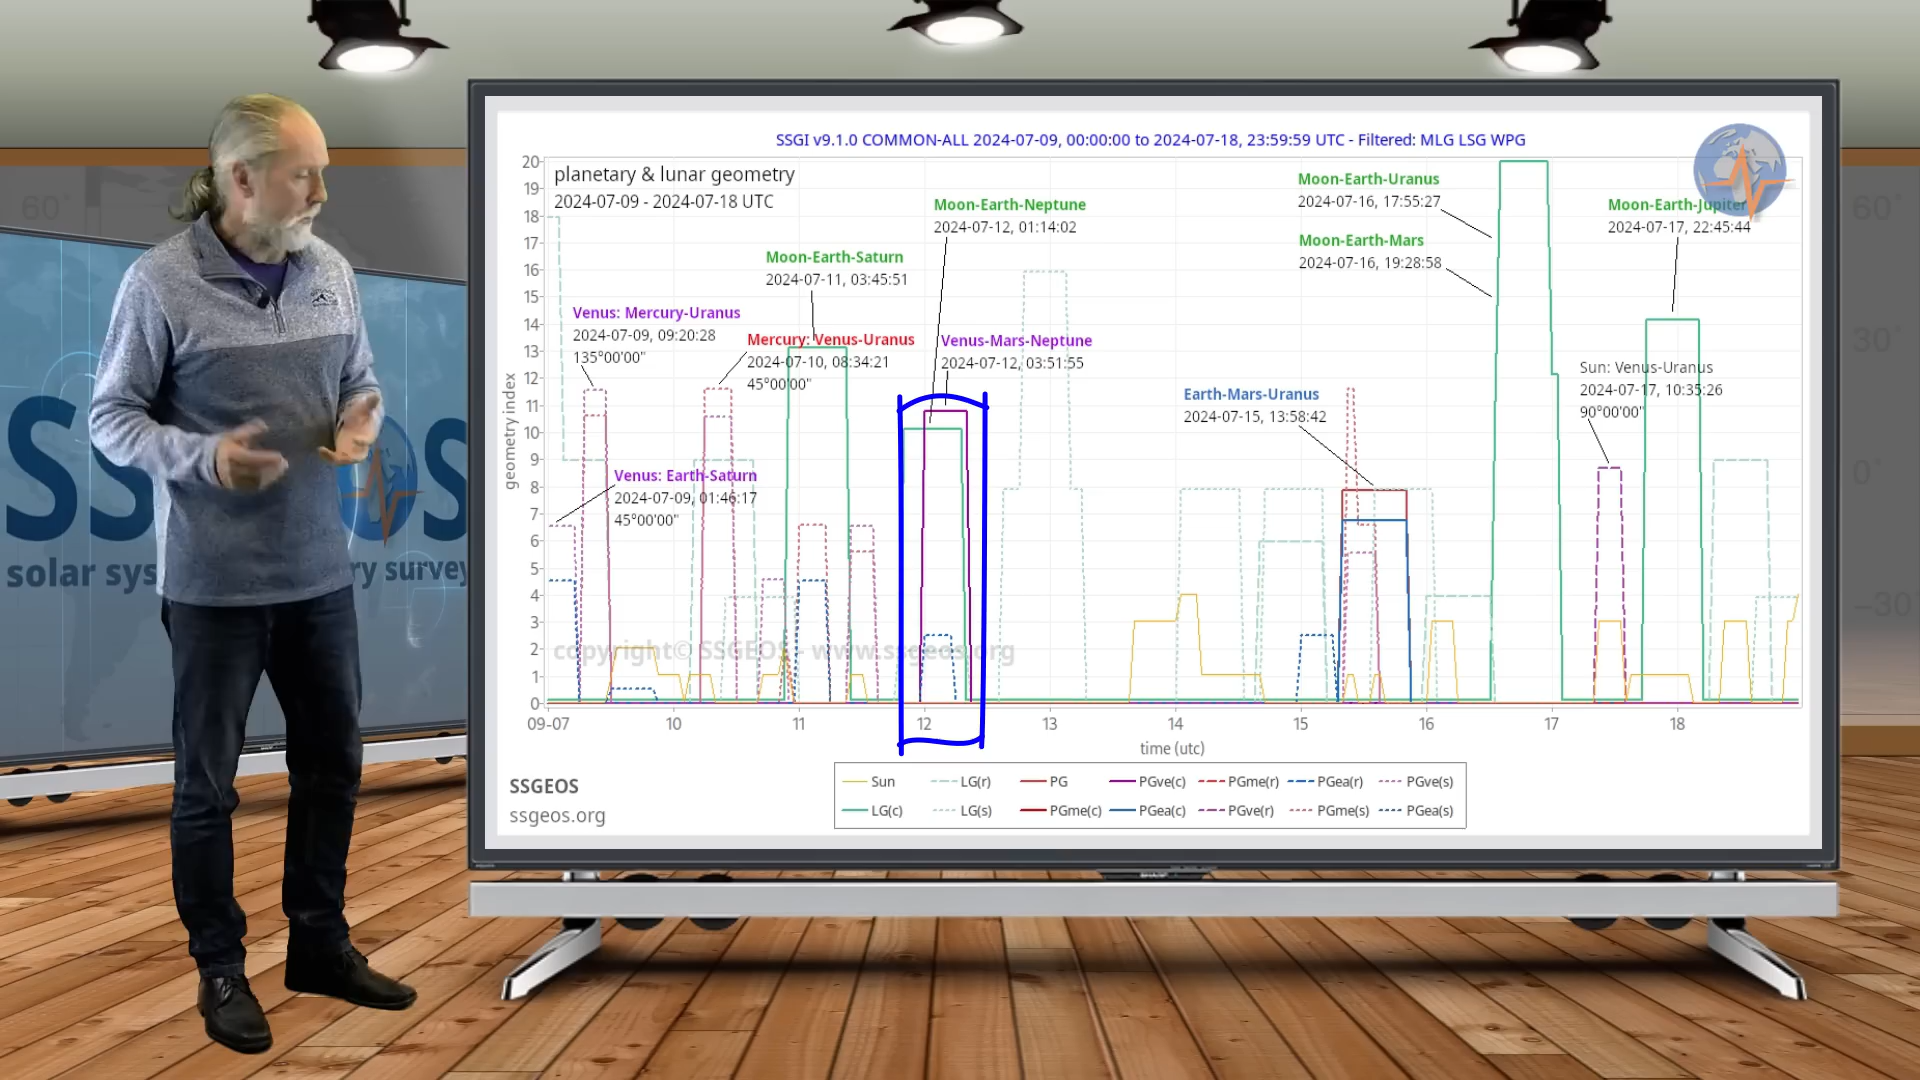 SSGI v9.1.0 COMMON-ALL 2024-07-09, 00:00:00 to 2024-07-18, 23:59:59 UTC - Filtered: MLG LSG WPG
planetary & lunar geometry
2024-07-09 - 2024-07-18 UTC
Venus: Mercury-Uranus
2024-07-09, 09:20:28
135°00'00"
Venus: Earth-Saturn
2024-07-09, 01:46:17
45°00'00"
Mercury: Venus-Uranus
2024-07-10, 08:34:21
45°00'00"
Moon-Earth-Saturn
2024-07-11, 03:45:51
Moon-Earth-Neptune
2024-07-12, 01:14:02
Venus-Mars-Neptune
2024-07-12, 03:51:55
Earth-Mars-Uranus
2024-07-15, 13:58:42
Moon-Earth-Uranus
2024-07-16, 17:55:27
Moon-Earth-Mars
2024-07-16, 19:28:58
Sun: Venus-Uranus
2024-07-17, 10:35:26
90°00'00"
Moon-Earth-Jupiter
2024-07-17, 22:45:44
geometry index
20
19
18
17
16
15
14
13
12
11
10
9
8
7
6
5
4
3
2
1
0
09-07 10 11 12 13 14 15 16 17 18
time (utc)
copyright© SSGEOS - www.ssgeos.org
Sun LG(r) PG PGve(c) PGme(r) PGea(r) PGve(s)
LG(c) LG(s) PGme(c) PGea(c) PGve(r) PGme(s) PGea(s)
SSGEOS
ssgeos.org
60°
60°
30°
0°
−30°